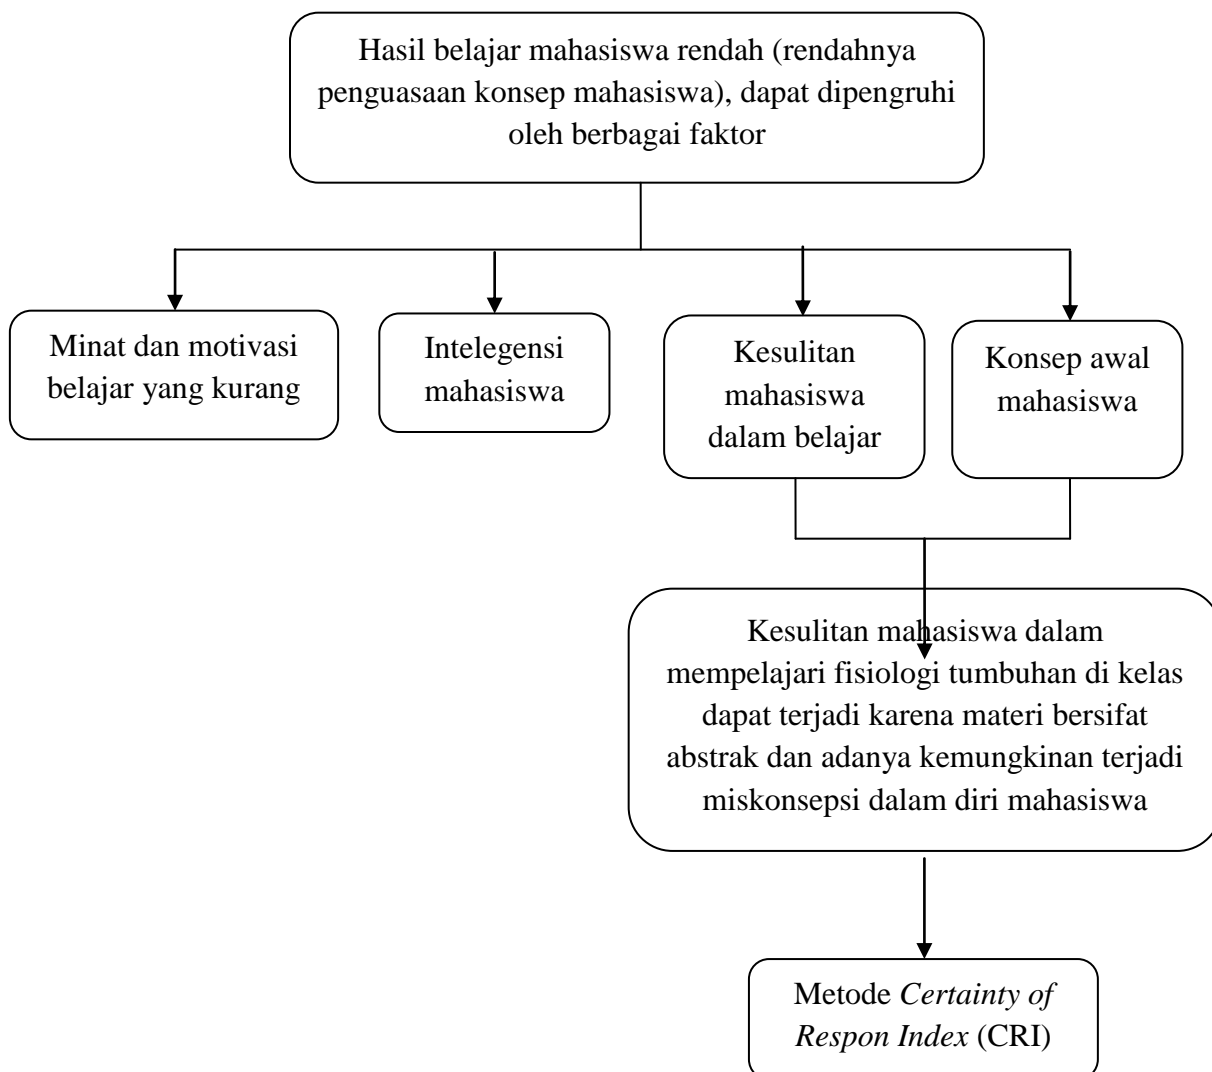 Hasil belajar mahasiswa rendah (rendahnya
penguasaan konsep mahasiswa), dapat dipengruhi
oleh berbagai faktor
Minat dan motivasi
belajar yang kurang
Intelegensi
mahasiswa
Kesulitan
mahasiswa
dalam belajar
Konsep awal
mahasiswa
Kesulitan mahasiswa dalam
mempelajari fisiologi tumbuhan di kelas
dapat terjadi karena materi bersifat
abstrak dan adanya kemungkinan terjadi
miskonsepsi dalam diri mahasiswa
Metode Certainty of
Respon Index (CRI)